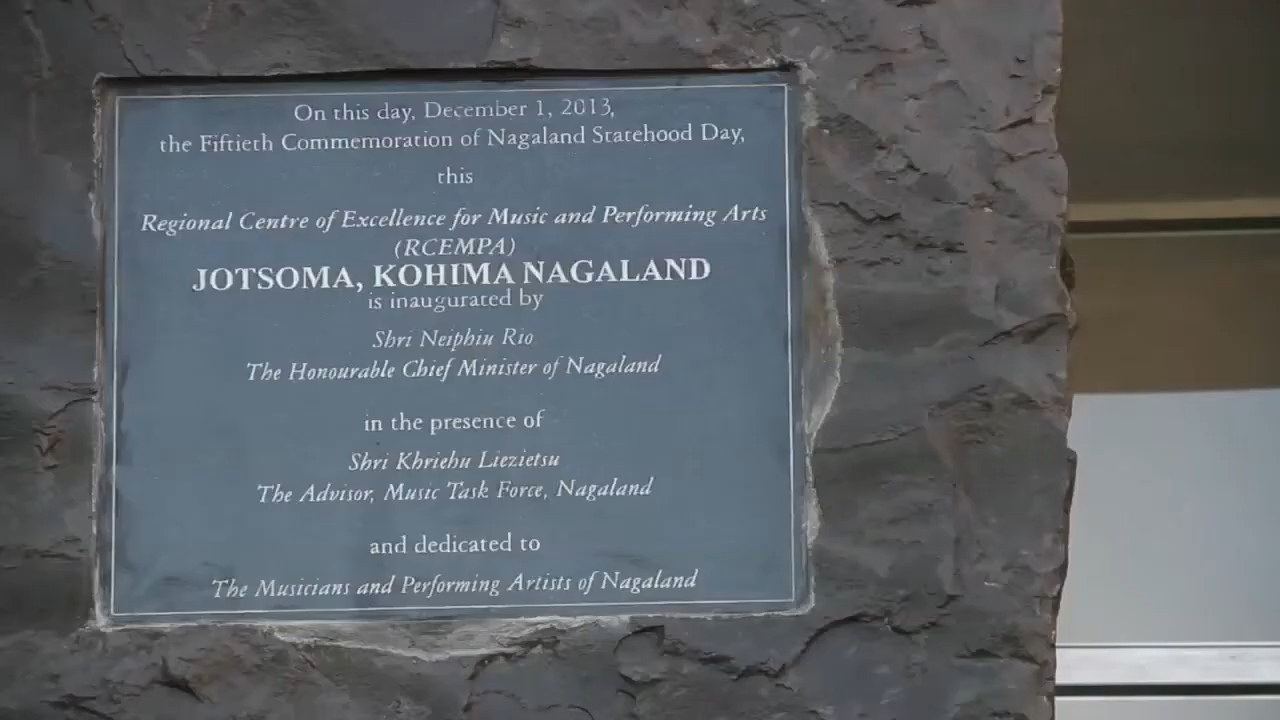 On this day, December 1, 2013,
the Fiftieth Commemoration of Nagaland Statehood Day,
this
Regional Centre of Excellence for Music and Performing Arts
(RCEMPA)
JOTSOMA, KOHIMA NAGALAND
is inaugurated by
Shri Neiphiu Rio
The Honourable Chief Minister of Nagaland
in the presence of
Shri Khriehu Liezietsu
The Advisor, Music Task Force, Nagaland
and dedicated to
The Musicians and Performing Artists of Nagaland